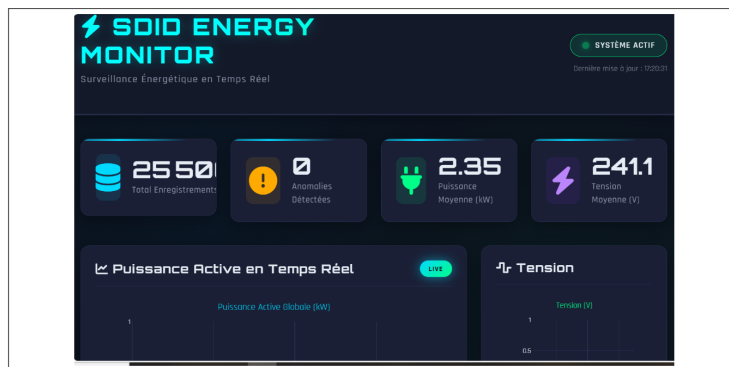 SDID ENERGY
MONITOR
Surveillance Énergétique en Temps Réel
SYSTÈME ACTIF
Dernière mise à jour : 17:20:31
Total Enregistrements
0
Anomalies
Détectées
2.35
Puissance
Moyenne (kW)
241.1
Tension
Moyenne (V)
Puissance Active en Temps Réel
LIVE
Puissance Active Globale (kW)
1
Tension
Tension (V)
1
0.5